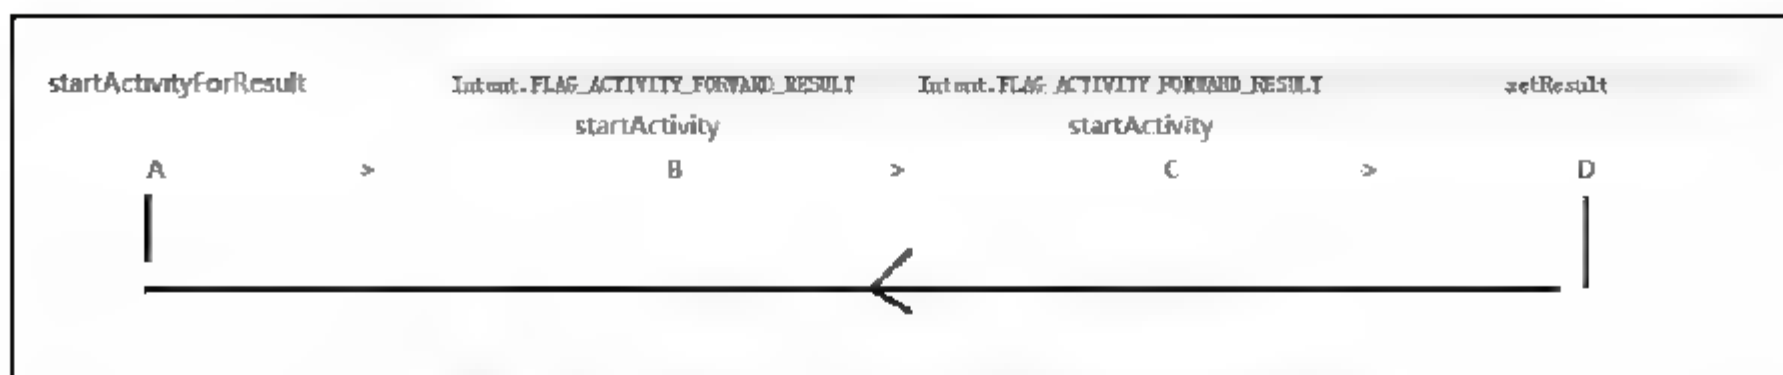 startActivityForResult Intent.FLAG_ACTIVITY_FORWARD_RESULT Intent.FLAG_ACTIVITY_FORWARD_RESULT setResult
startActivity startActivity
A > B > C > D